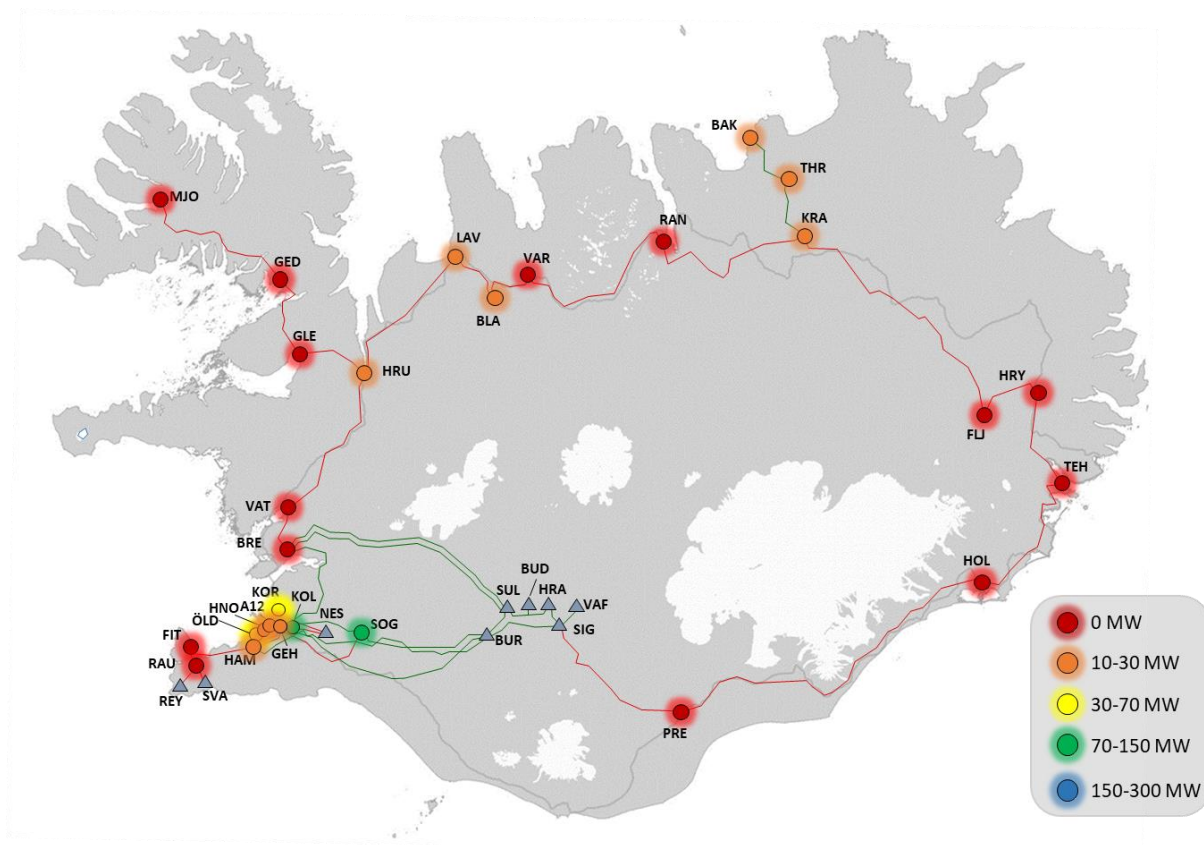 BAK
THR
MJO
RAN
KRA
LAV
VAR
GED
BLA
GLE
HRU
HRY
FLJ
TEH
VAT
BRE
HOL
BUD
KOR
SUL
HRA
VAF
HNO
A12
KOL
NES
ÖLD
SOG
SIG
FIT
BUR
HAM
GEH
RAU
REY
SVA
PRE
0 MW
10-30 MW
30-70 MW
70-150 MW
150-300 MW